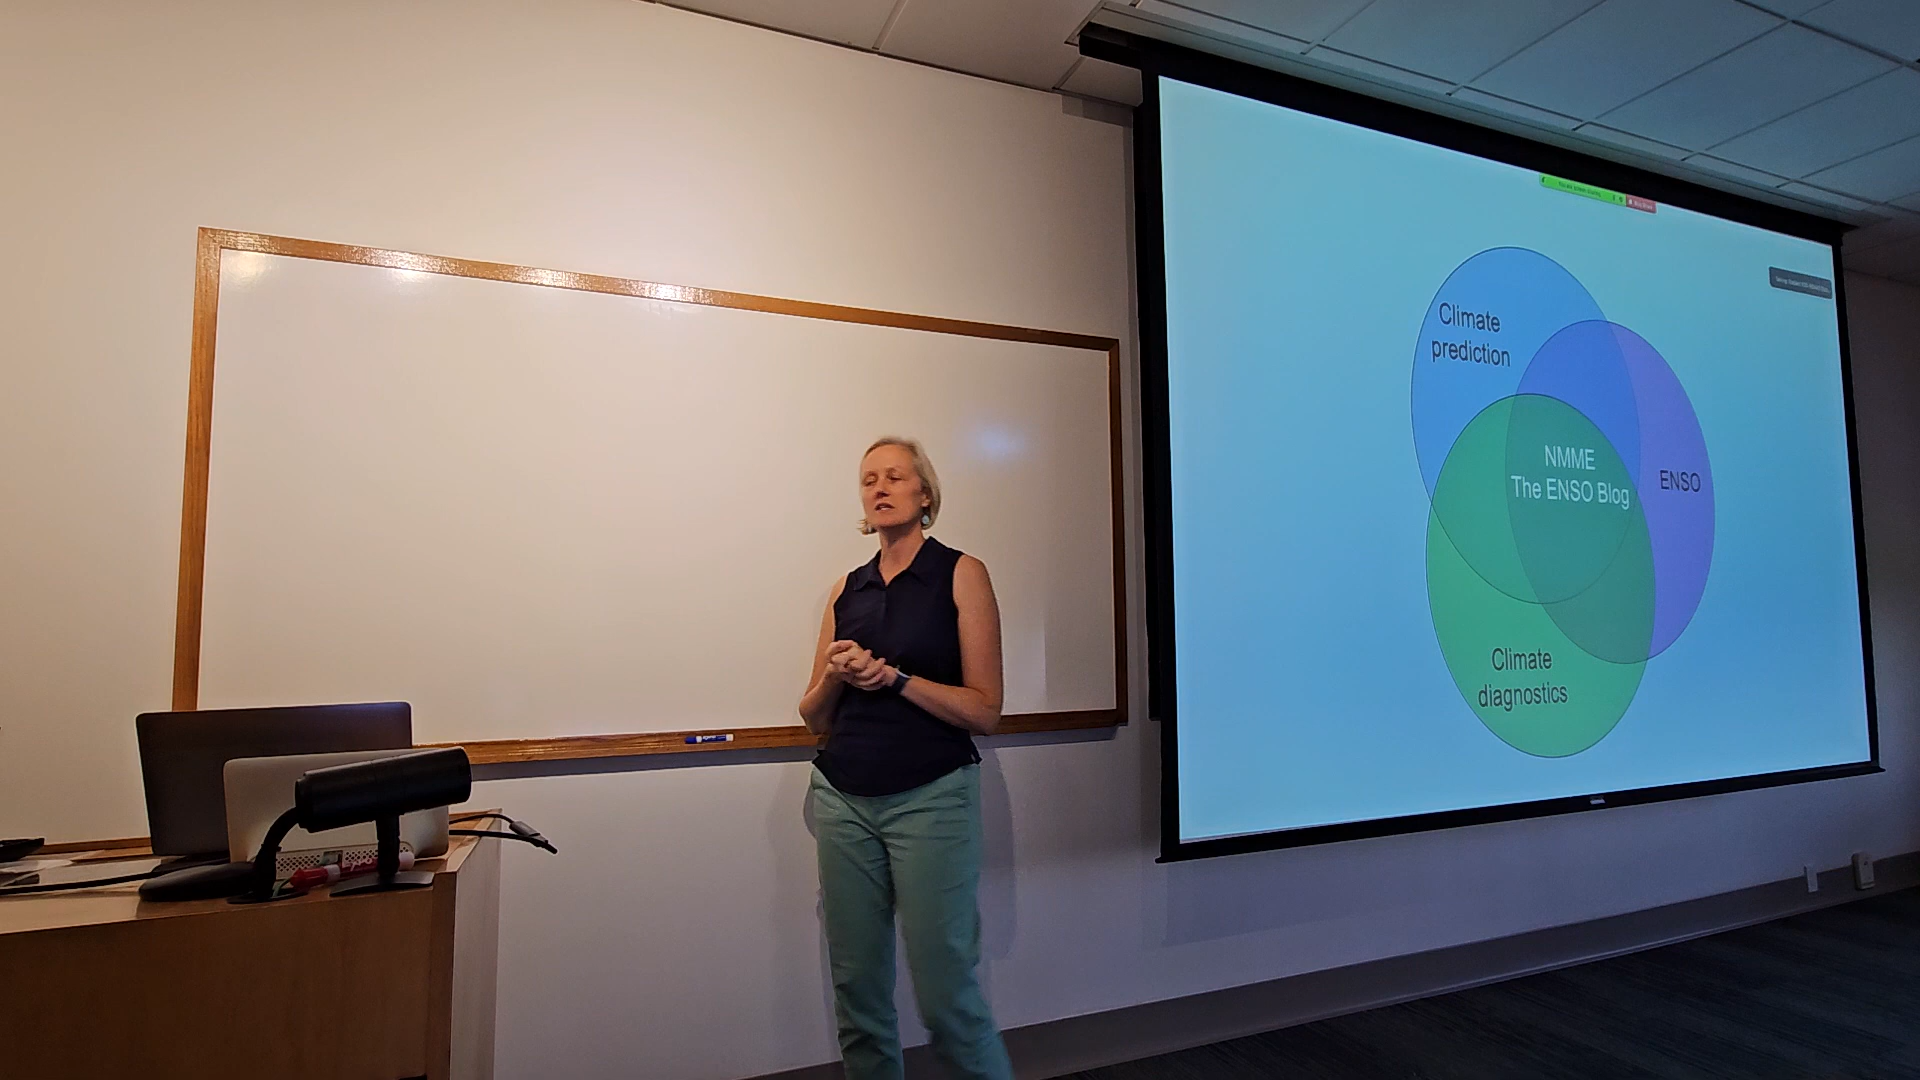 Climate
prediction
NMME
The ENSO Blog
ENSO
Climate
diagnostics